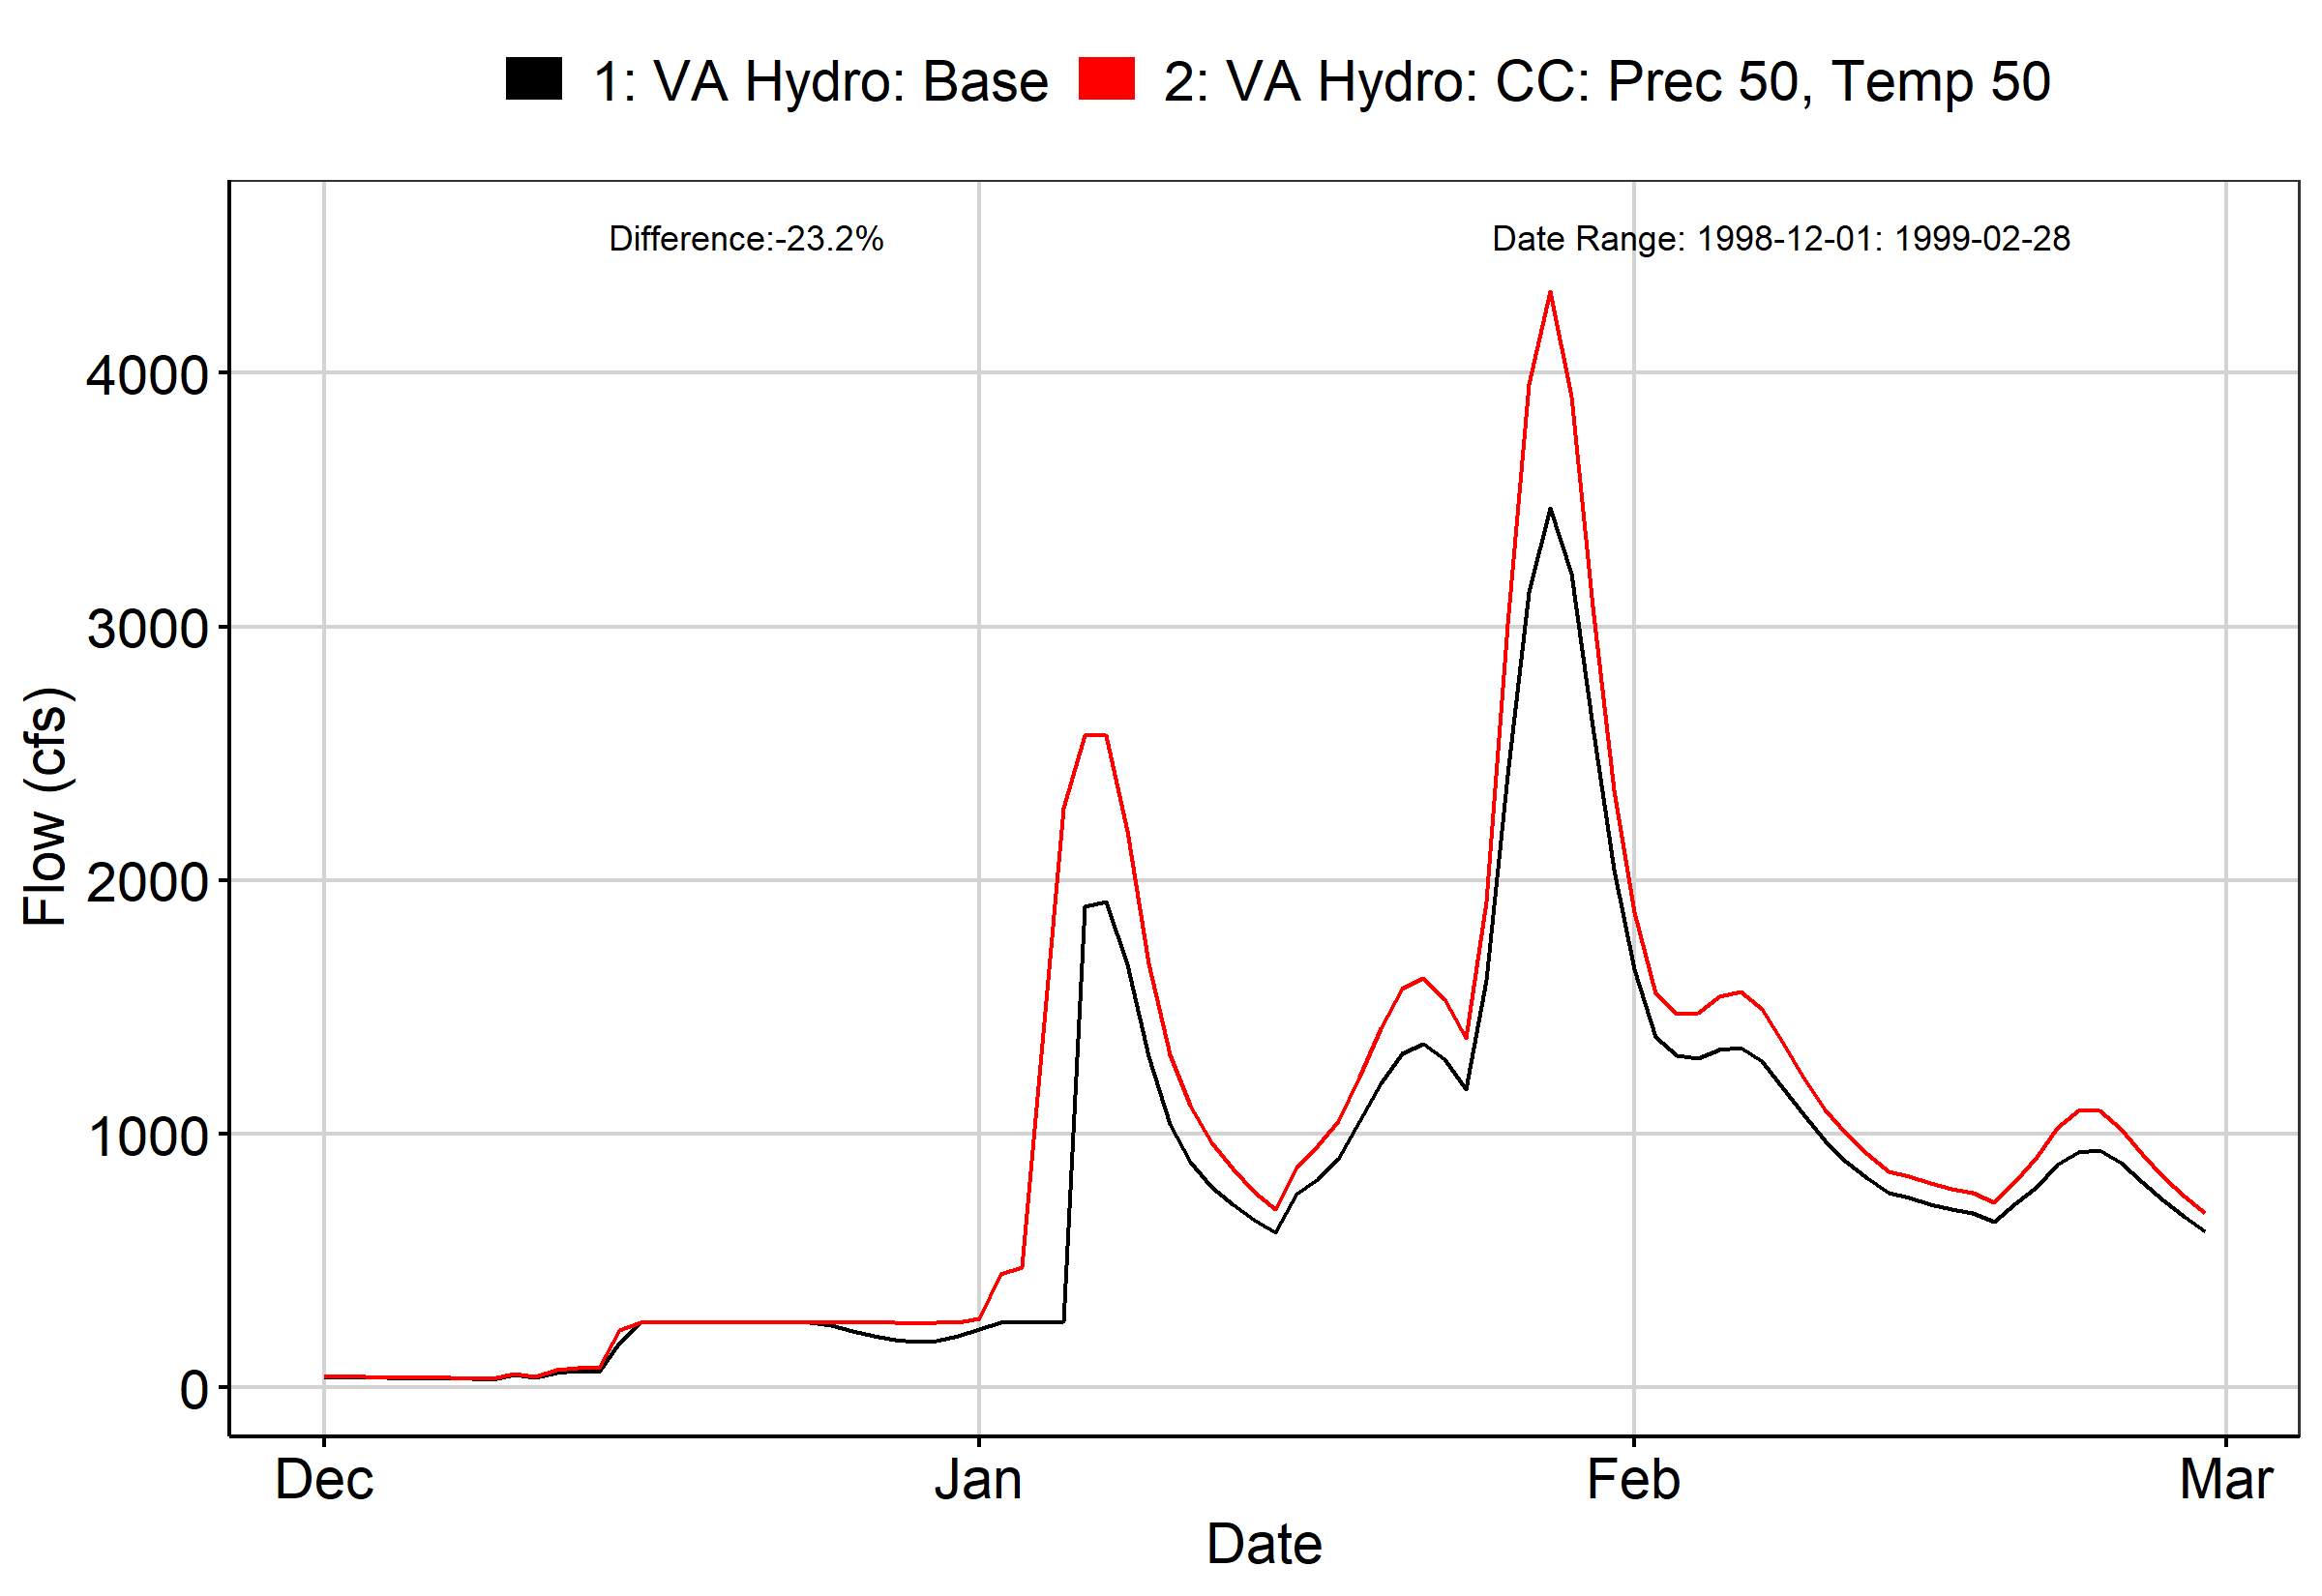 1: VA Hydro: Base 2: VA Hydro: CC: Prec 50, Temp 50
Difference:-23.2% Date Range: 1998-12-01: 1999-02-28
4000
3000
2000
1000
0
Flow (cfs)
Dec Jan Feb Mar
Date